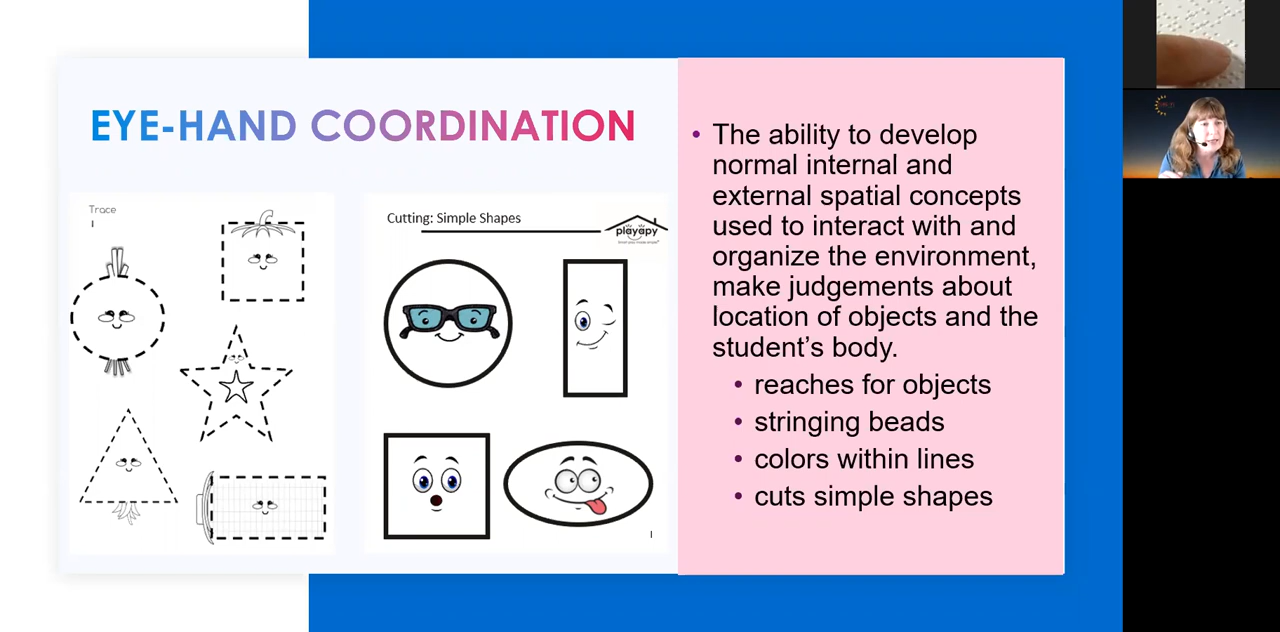 EYE-HAND COORDINATION
Trace
Cutting: Simple Shapes
playapy
• The ability to develop
normal internal and
external spatial concepts
used to interact with and
organize the environment,
make judgements about
location of objects and the
student’s body.
• reaches for objects
• stringing beads
• colors within lines
• cuts simple shapes